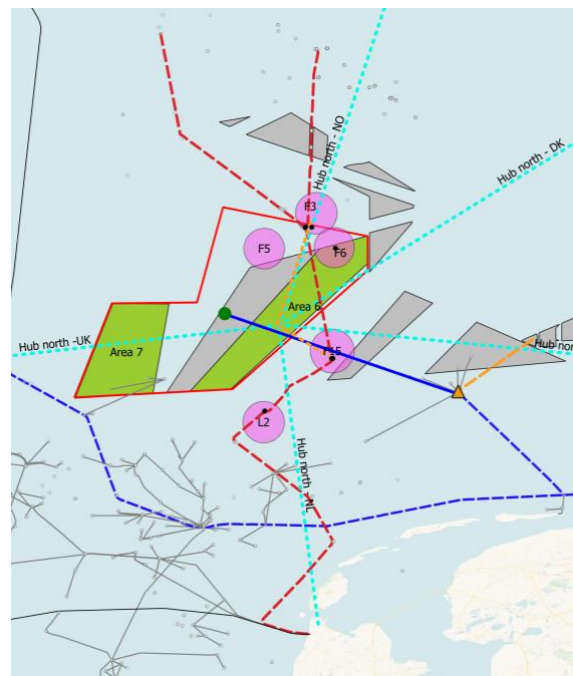 Hub north - NO
Hub north - DK
F3
F5
F6
Area 6
Area 7
Hub north -UK
F15
Hub nor
L2
Hub north - NL